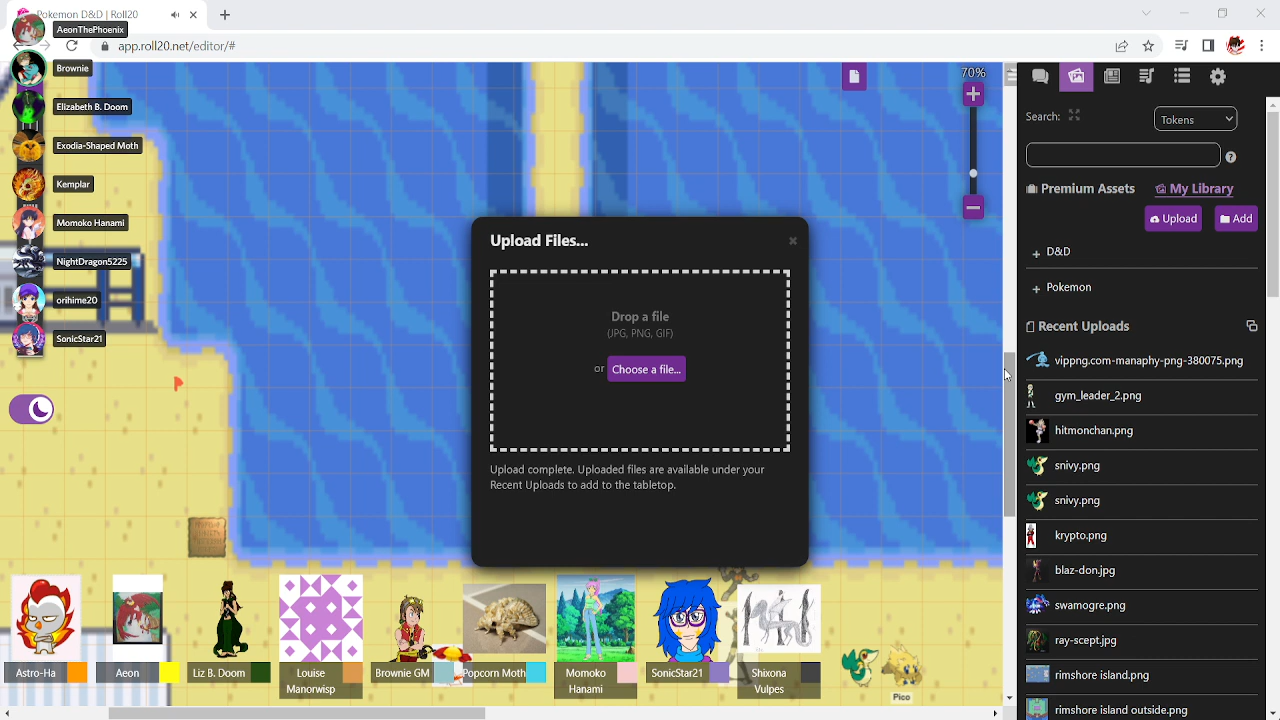 Pokemon D&D | Roll20
AeonThePhoenix
app.roll20.net/editor/#
Brownie
Elizabeth B. Doom
Exodia-Shaped Moth
Kemplar
Momoko Hanami
NightDragon5225
orihime20
SonicStar21
70%
Search:
Tokens
Premium Assets
My Library
Upload
Add
D&D
Pokemon
Recent Uploads
vippng.com-manaphy-png-380075.png
gym_leader_2.png
hitmonchan.png
snivy.png
snivy.png
krypto.png
blaz-don.jpg
swamogre.png
ray-scept.jpg
rimshore island.png
rimshore island outside.png
Upload Files...
Drop a file
(JPG, PNG, GIF)
or Choose a file...
Upload complete. Uploaded files are available under your
Recent Uploads to add to the tabletop.
Astro-Ha
Aeon
Liz B. Doom
Louise
Manorwisp
Brownie GM
Popcorn Moth
Momoko
Hanami
SonicStar21
Shixona
Vulpes
Pico